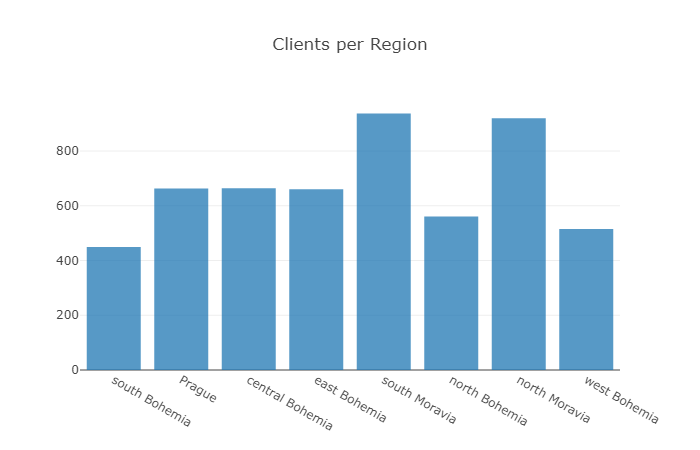 Clients per Region
800
600
400
200
0
south Bohemia
Prague
central Bohemia
east Bohemia
south Moravia
north Bohemia
north Moravia
west Bohemia